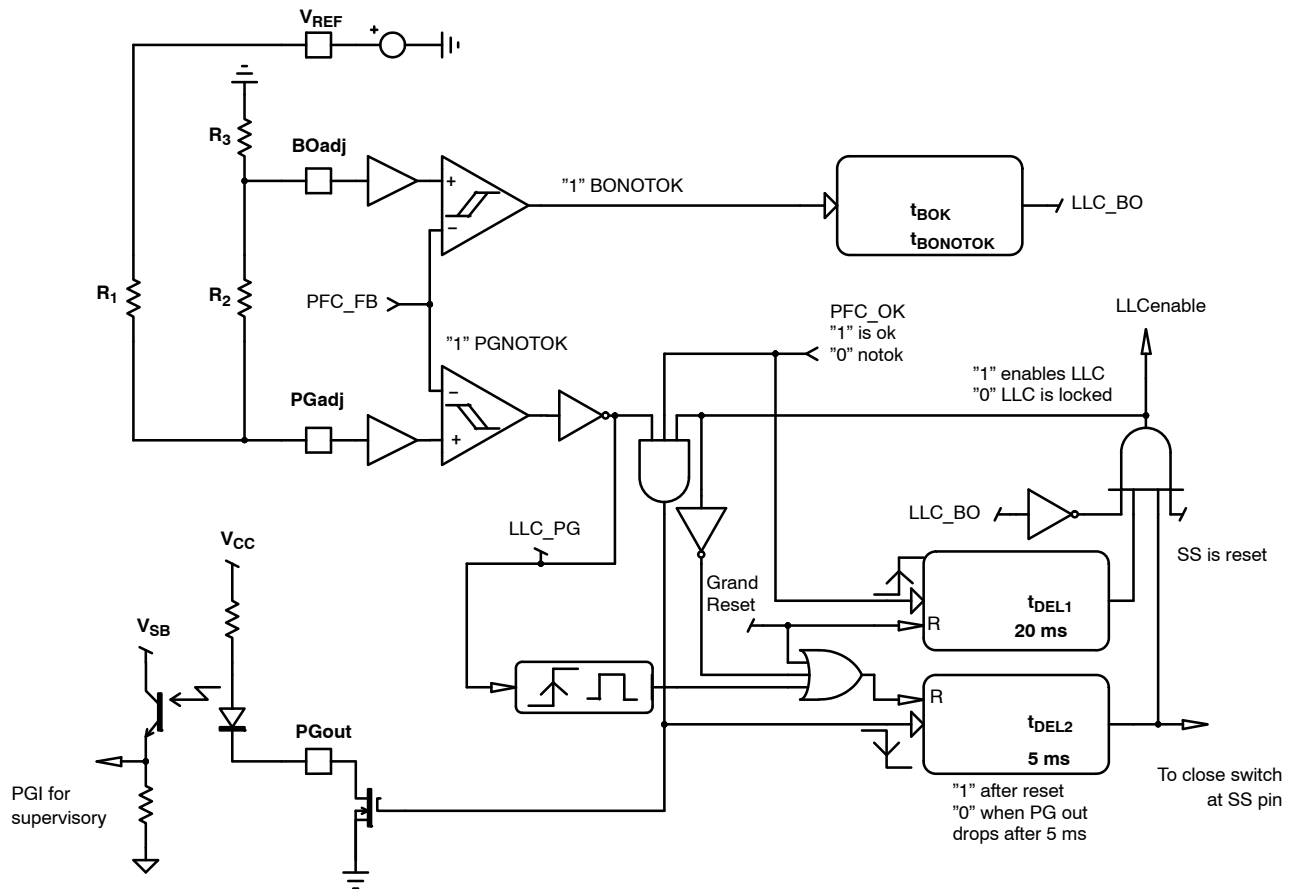 VREF
+
R3
BOadj
+
"1" BONOTOK
tBOK
tBONOTOK
LLC_BO
−
R1
R2
PFC_FB
PFC_OK
"1" is ok
"0" notok
LLCenable
"1" PGNOTOK
"1" enables LLC
"0" LLC is locked
−
PGadj
+
LLC_BO
LLC_PG
SS is reset
VCC
Grand
Reset
tDEL1
20 ms
R
VSB
R
tDEL2
5 ms
PGout
PGI for
supervisory
"1" after reset
"0" when PG out
drops after 5 ms
To close switch
at SS pin